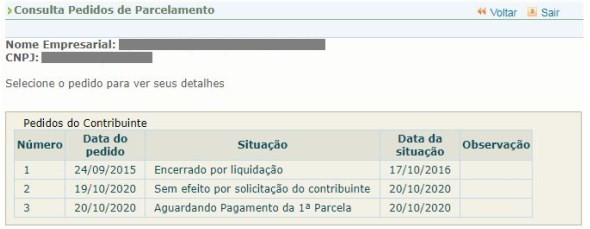 Consulta Pedidos de Parcelamento Voltar Sair
Nome Empresarial:
CNPJ:
Selecione o pedido para ver seus detalhes
Pedidos do Contribuinte
Número Data do pedido Situação Data da situação Observação
1 24/09/2015 Encerrado por liquidação 17/10/2016
2 19/10/2020 Sem efeito por solicitação do contribuinte 20/10/2020
3 20/10/2020 Aguardando Pagamento da 1ª Parcela 20/10/2020